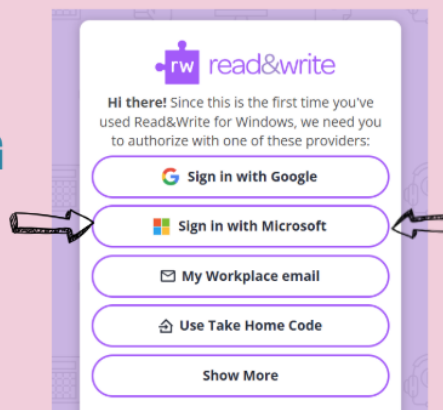 rw read&write
Hi there! Since this is the first time you've
used Read&Write for Windows, we need you
to authorize with one of these providers:
Sign in with Google
Sign in with Microsoft
My Workplace email
Use Take Home Code
Show More